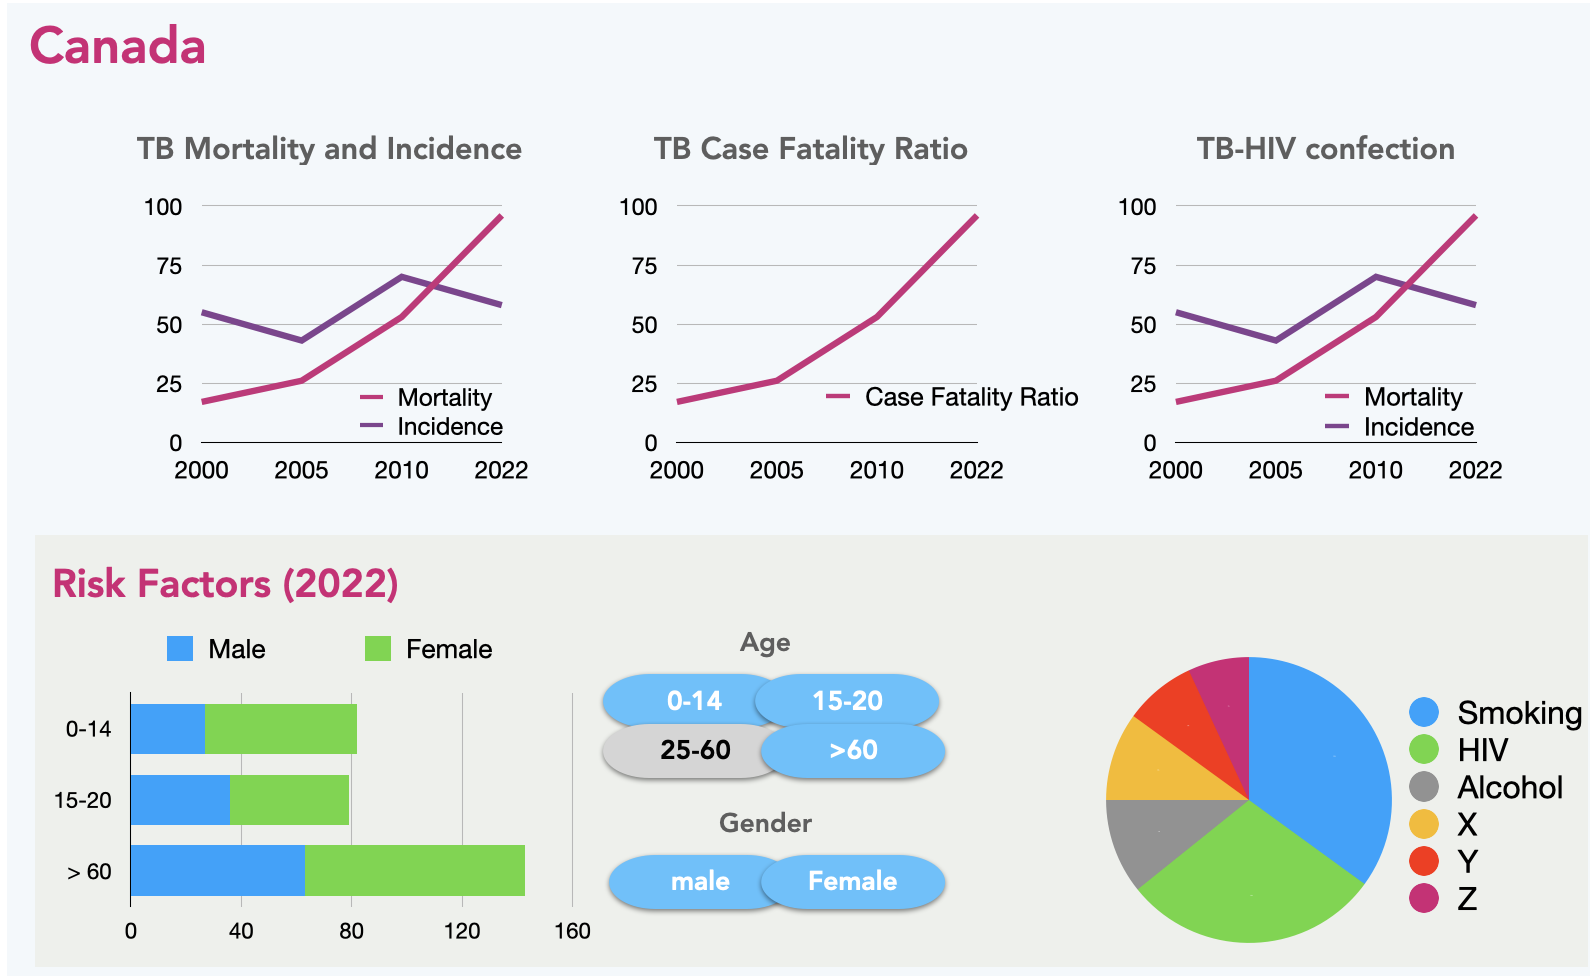 Canada
TB Mortality and Incidence
100
75
50
25
0
2000 2005 2010 2022
Mortality
Incidence
TB Case Fatality Ratio
100
75
50
25
0
2000 2005 2010 2022
Case Fatality Ratio
TB-HIV confection
100
75
50
25
0
2000 2005 2010 2022
Mortality
Incidence
Risk Factors (2022)
Male Female
0-14
15-20
> 60
0 40 80 120 160
Age
0-14 15-20
25-60 >60
Gender
male Female
Smoking
HIV
Alcohol
X
Y
Z